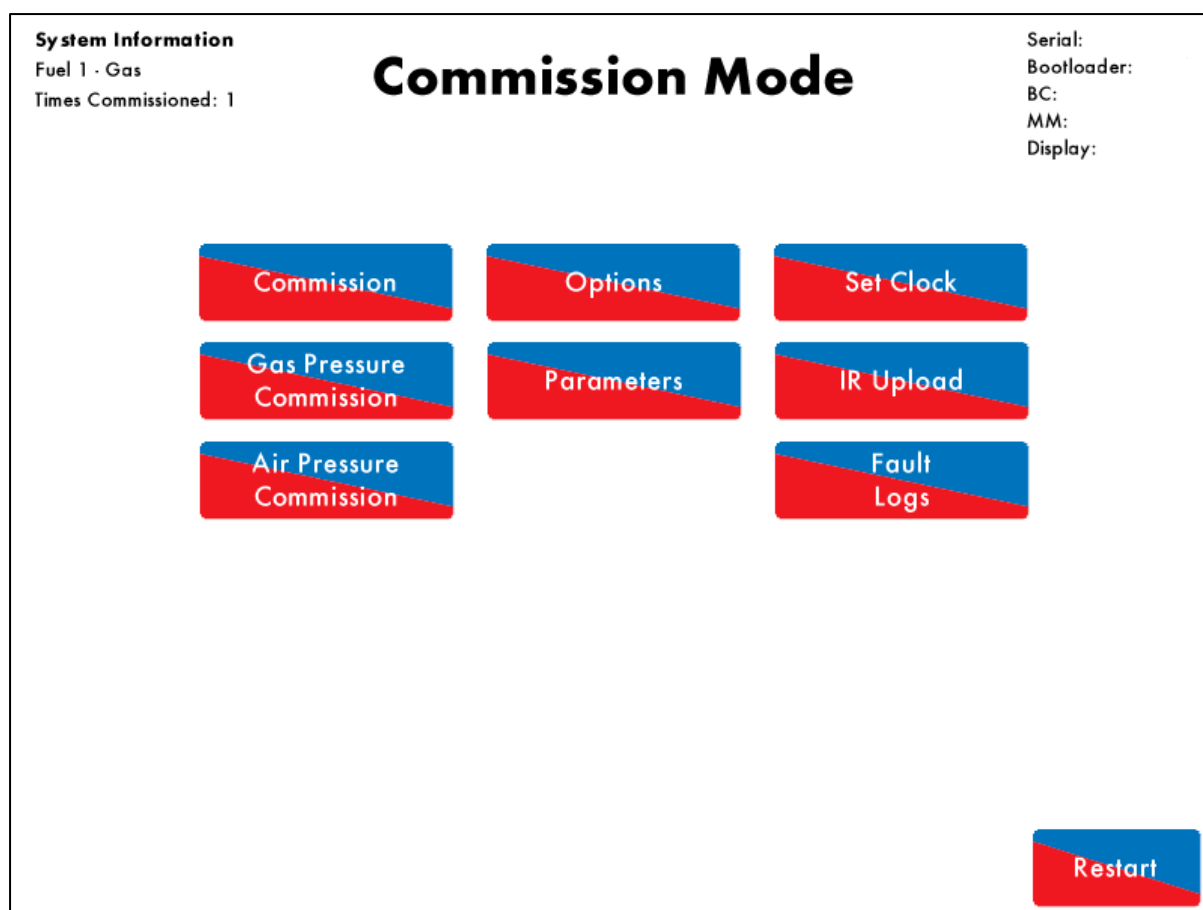 System Information
Fuel 1 - Gas
Times Commissioned: 1
Commission Mode
Serial:
Bootloader:
BC:
MM:
Display:
Commission
Options
Set Clock
Gas Pressure
Commission
Parameters
IR Upload
Air Pressure
Commission
Fault
Logs
Restart